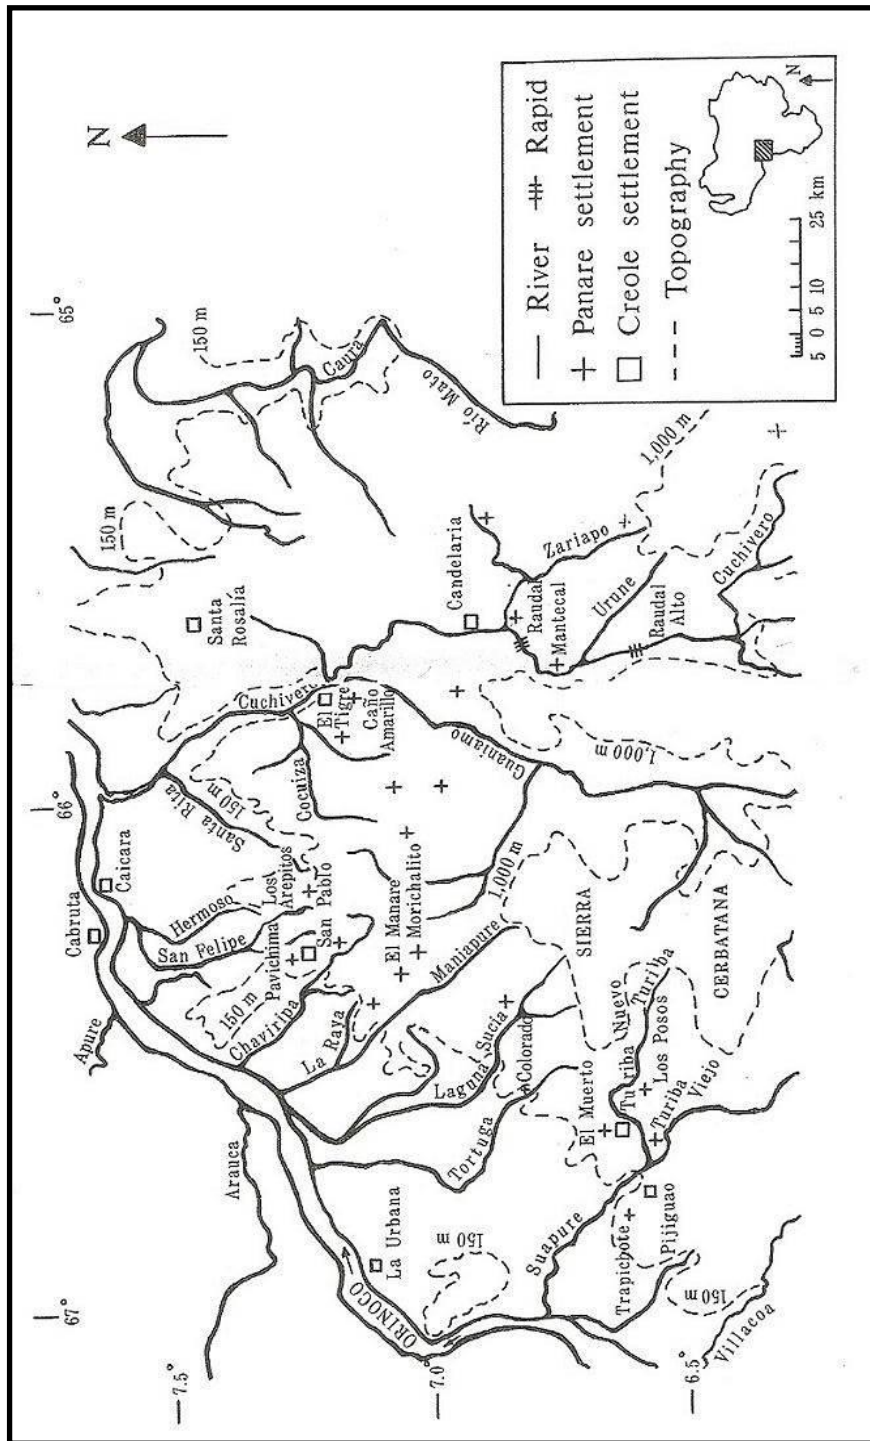 N
65°
66°
67°
7.5°
7.0°
6.5°
River
Rapid
Panare settlement
Creole settlement
Topography
5 0 5 10 25 km
N
150 m
Caura
Río Mato
150 m
Santa
Rosalía
Candelaria
Zariapo
1,000 m
Cuchivero
Raudal
Mantecal
Urune
Raudal
Alto
Cuchivero
El
Tigre
Caño
Amarillo
Guaniamo
1,000 m
Cocuiza
150 m
Santa Rita
Cabruta
Caicara
Hermoso
Los
Arepitos
San
Pablo
San Felipe
Pavichima
San
150 m
Chaviripa
El Manare
Morichalito
1,000 m
Maniapure
La Raya
SIERRA
CERBATANA
Apure
Arauca
Laguna Sucia
Colorado
Tortuga
El Muerto
Turiba Nuevo
Turiba
Los Posos
Turiba
Viejo
La Urbana
ORINOCO
150 m
Suapure
Trapichote
Pijiguao
150 m
Villacoa